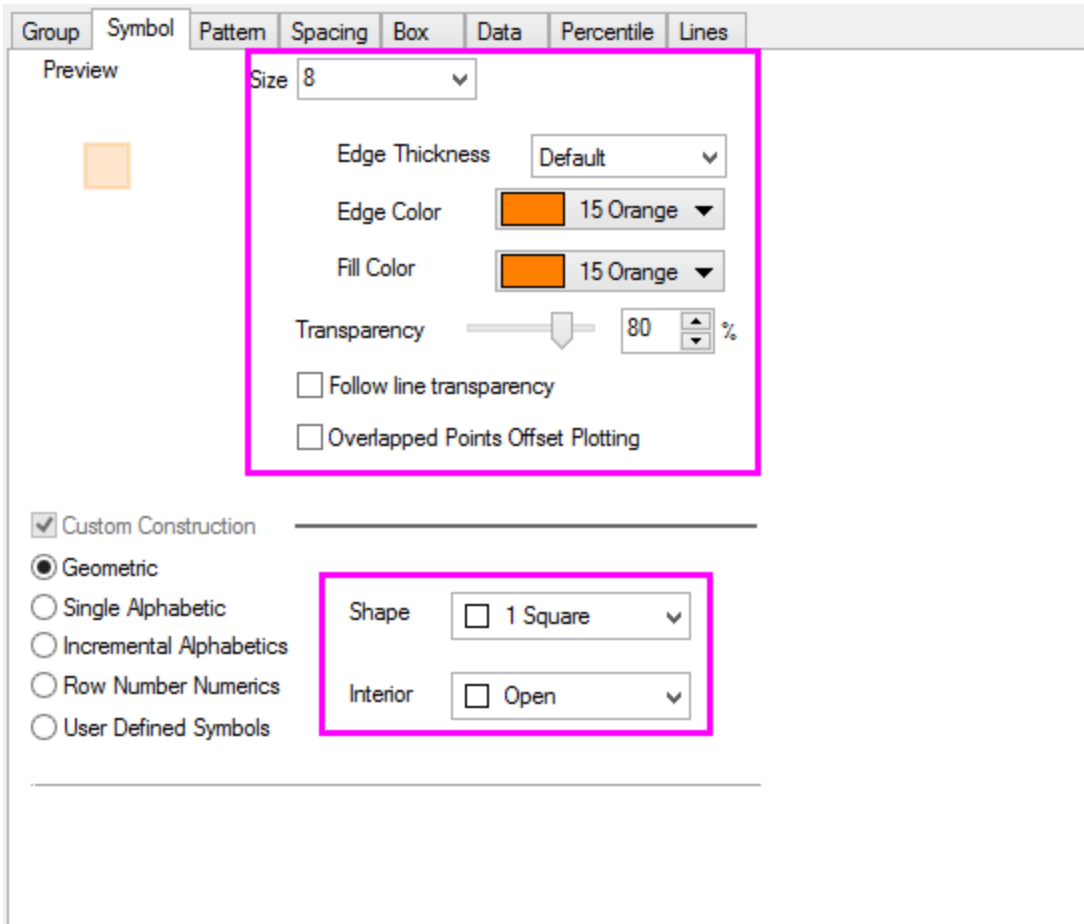 Group Symbol Pattern Spacing Box Data Percentile Lines
Preview
Size 8
Edge Thickness Default
Edge Color 15 Orange
Fill Color 15 Orange
Transparency 80 %
Follow line transparency
Overlapped Points Offset Plotting
Custom Construction
Geometric
Single Alphabetic
Incremental Alphabetics
Row Number Numerics
User Defined Symbols
Shape 1 Square
Interior Open